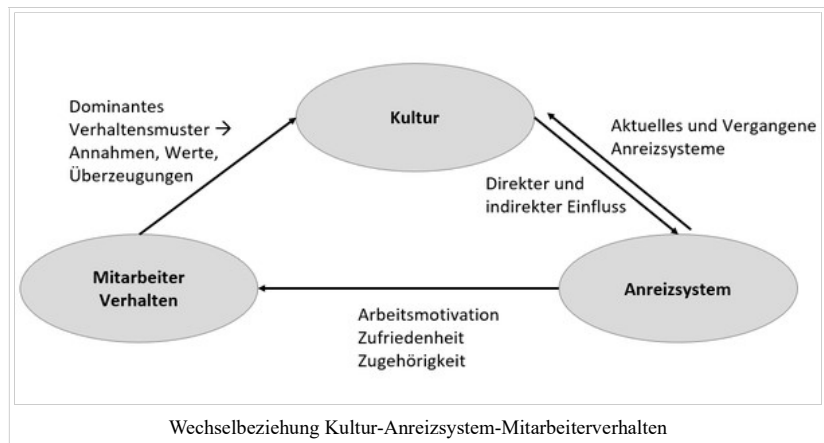 Dominantes
Verhaltensmuster →
Annahmen, Werte,
Überzeugungen
Kultur
Aktuelles und Vergangene
Anreizsysteme
Direkter und
indirekter Einfluss
Mitarbeiter
Verhalten
Anreizsystem
Arbeitsmotivation
Zufriedenheit
Zugehörigkeit
Wechselbeziehung Kultur-Anreizsystem-Mitarbeiterverhalten